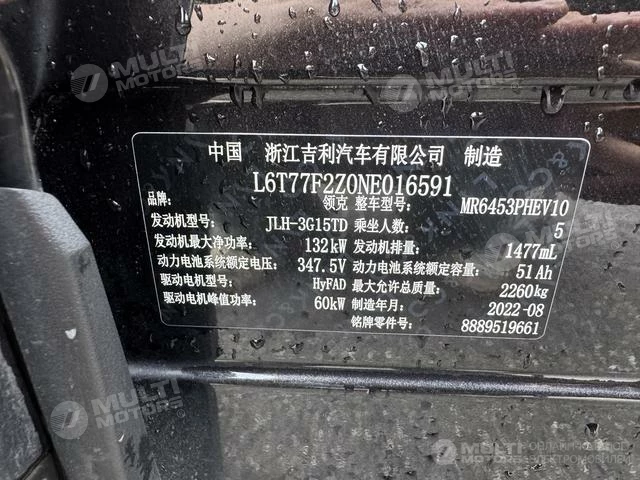 MULTI
MOTORS
MULTI
MOTORS
中国 浙江吉利汽车有限公司 制造
L6T77F2Z0NE016591
品牌: 领克 整车型号: MR6453PHEV10
发动机型号: JLH-3G15TD 乘坐人数: 5
发动机最大净功率: 132kW 发动机排量: 1477mL
动力电池系统额定电压: 347.5V 动力电池系统额定容量: 51Ah
驱动电机型号: HyFAD 最大允许总质量: 2260kg
驱动电机峰值功率: 60kW 制造年月: 2022-08
铭牌零件号: 8889519661
MULTI
MOTORS
MULTI
MOTORS